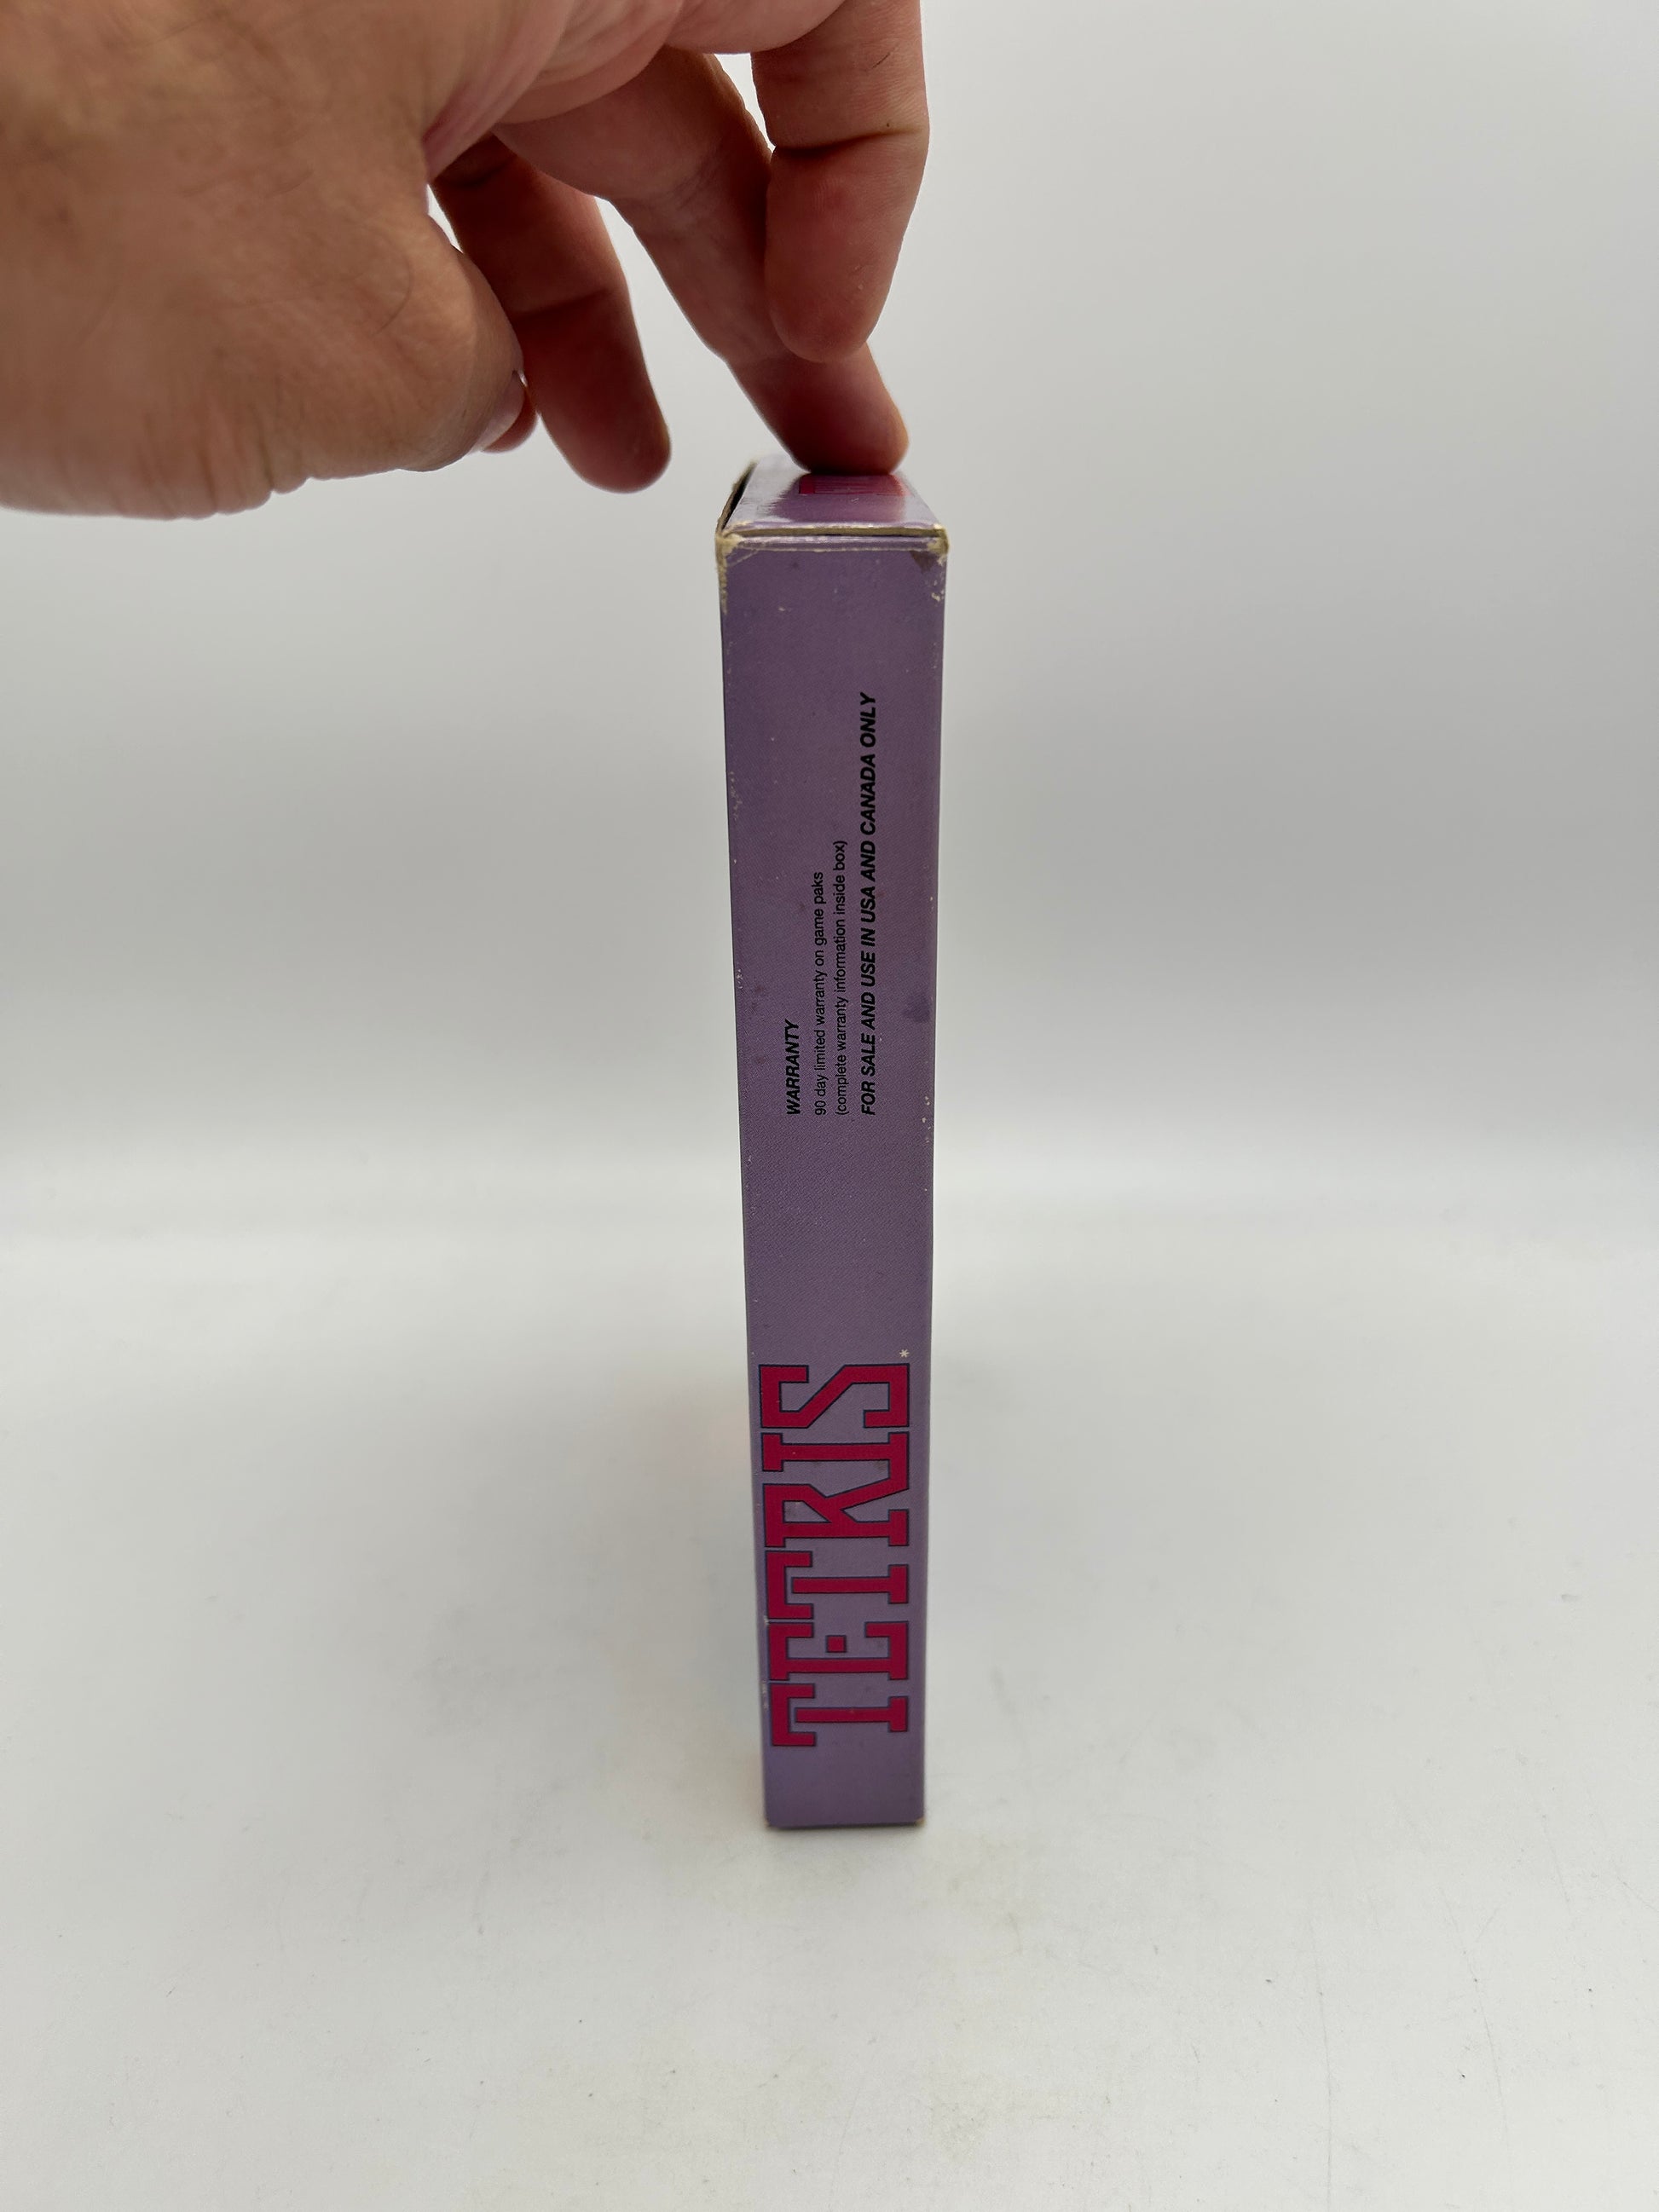 TETRIS*
WARRANTY
90 day limited warranty on game paks
(complete warranty information inside box)
FOR SALE AND USE IN USA AND CANADA ONLY